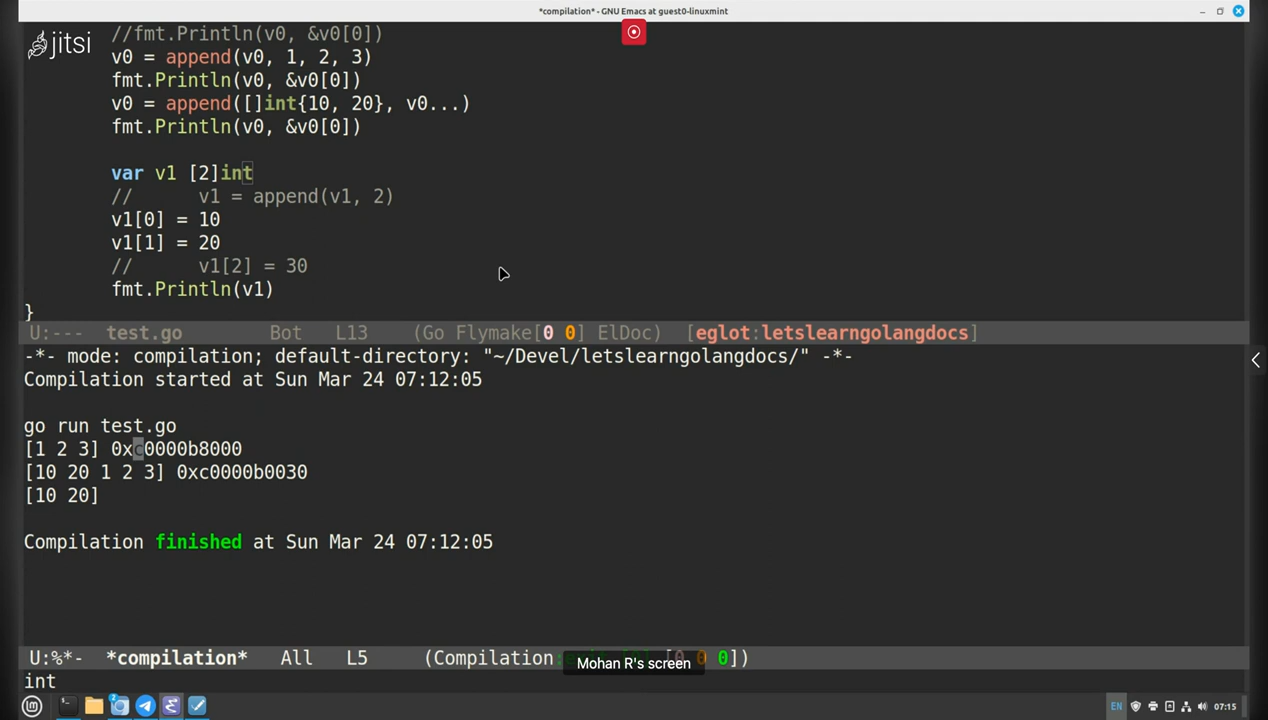 *compilation* - GNU Emacs at guest0-linuxmint
jitsi
//fmt.Println(v0, &v0[0])
v0 = append(v0, 1, 2, 3)
fmt.Println(v0, &v0[0])
v0 = append([]int{10, 20}, v0...)
fmt.Println(v0, &v0[0])
var v1 [2]int
// v1 = append(v1, 2)
v1[0] = 10
v1[1] = 20
// v1[2] = 30
fmt.Println(v1)
}
U:--- test.go Bot L13 (Go Flymake[0 0] ElDoc) [eglot:letslearngolangdocs]
-*- mode: compilation; default-directory: "~/Devel/letslearngolangdocs/" -*-
Compilation started at Sun Mar 24 07:12:05
go run test.go
[1 2 3] 0xc0000b8000
[10 20 1 2 3] 0xc0000b0030
[10 20]
Compilation finished at Sun Mar 24 07:12:05
U:%*- *compilation* All L5 (Compilation: 0 0])
Mohan R's screen
int
EN 07:15